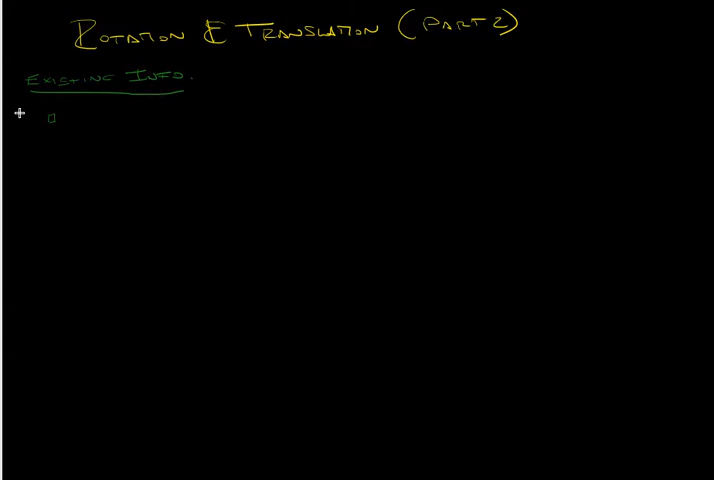 ROTATION & TRANSLATION (PART 2)
EXISTING INFO.